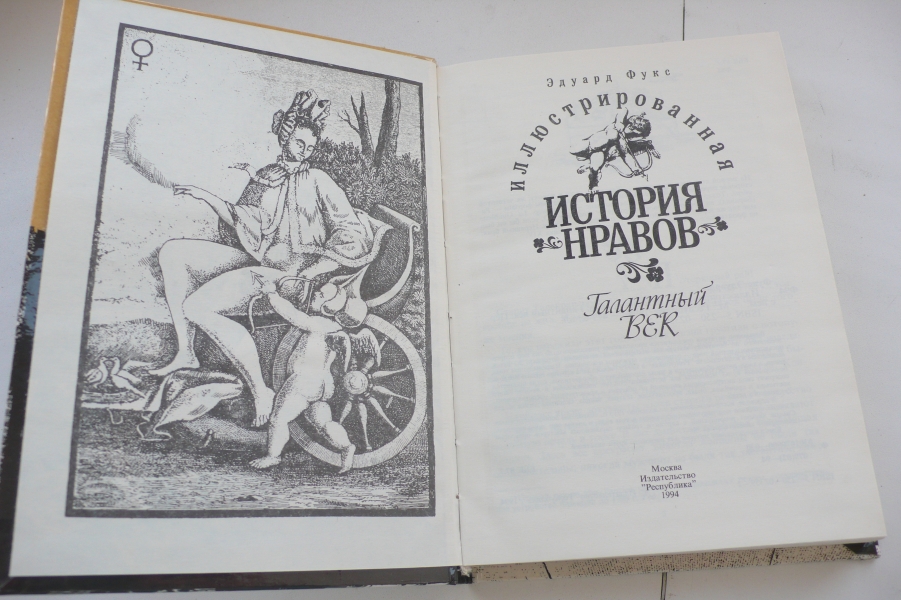 Эдуард Фукс
ИЛЛЮСТРИРОВАННАЯ
ИСТОРИЯ
НРАВОВ
Галантный
ВЕК
Москва
Издательство
"Республика"
1994